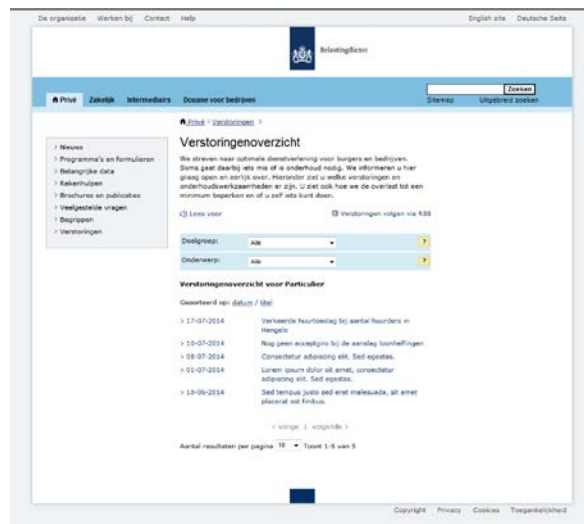 De organisatie Werken bij Contact Help English site Deutsche Seite
Belastingdienst
Zoeken
Privé Zakelijk Intermediairs Douane voor bedrijven Sitemap Uitgebreid zoeken
Privé > Verstoringen >
Verstoringenoverzicht
We streven naar optimale dienstverlening voor burgers en bedrijven.
Soms gaat daarbij iets mis of is onderhoud nodig. We informeren u hier
graag open en eerlijk over. Hieronder ziet u welke verstoringen en
onderhoudswerkzaamheden er zijn. U ziet ook hoe we de overlast tot een
minimum beperken en of u zelf iets kunt doen.
> Nieuws
> Programma's en formulieren
> Belangrijke data
> Rekenhulpen
> Brochures en publicaties
> Veelgestelde vragen
> Begrippen
> Verstoringen
Lees voor Verstoringen volgen via RSS
Doelgroep: Alle ?
Onderwerp: Alle ?
Verstoringenoverzicht voor Particulier
Gesorteerd op: datum / titel
> 17-07-2014 Verkeerde huurtoeslag bij aantal huurders in
Hengelo
> 10-07-2014 Nog geen acceptgiro bij de aanslag loonheffingen
> 08-07-2014 Consectetur adipiscing elit. Sed egestas.
> 01-07-2014 Lorem ipsum dolor sit amet, consectetur
adipiscing elit. Sed egestas.
> 18-06-2014 Sed tempus justo sed erat malesuada, sit amet
placerat est finibus.
< vorige 1 volgende >
Aantal resultaten per pagina 10 Toont 1-5 van 5
Copyright Privacy Cookies Toegankelijkheid